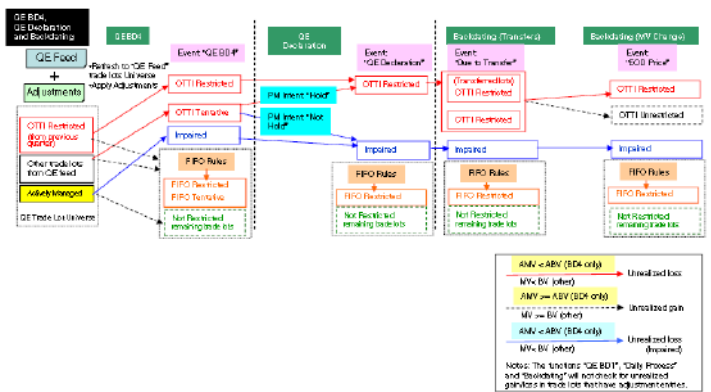 QE BD4,
QE Declaration
and Backdating
QEBD4
QE
Declaration
Backdating (Transfers)
Backdating (MV Change)
QE Feed
+
Adjustments
•Refresh to "QE Feed"
trade lots Universe
•Apply Adjustments
Event "QE BD4"
Event:
"QE Declaration"
Event:
"Due to Transfer"
Event:
"EOD Price"
OTTI Restricted
OTTI Tentative
Impaired
PM Intent "Hold"
PM Intent "Not
Hold"
OTTI Restricted
Impaired
(Transferred lots)
OTTI Restricted
OTTI Restricted
Impaired
OTTI Restricted
OTTI Unrestricted
Impaired
OTTI Restricted
(from previous
quarter)
Other trade lots
from QE feed
Actively Managed
QE Trade Lot Universe
FIFO Rules
FIFO Restricted
FIFO Tentative
Not Restricted
remaining trade lots
FIFO Rules
FIFO Restricted
Not Restricted
remaining trade lots
FIFO Rules
FIFO Restricted
Not Restricted
remaining trade lots
FIFO Rules
FIFO Restricted
Not Restricted
remaining trade lots
AMV < ABV (BD4 only)
MV< BV (other)
Unrealized loss
AMV >= ABV (BD4 only)
MV >= BV (other)
Unrealized gain
AMV < ABV (BD4 only)
MV< BV (other)
Unrealized loss
(Impaired)
Notes: The functions "QE BD1", "Daily Process"
and "Backdating" will not check for unrealized
gain/loss in trade lots that have adjustment entries.